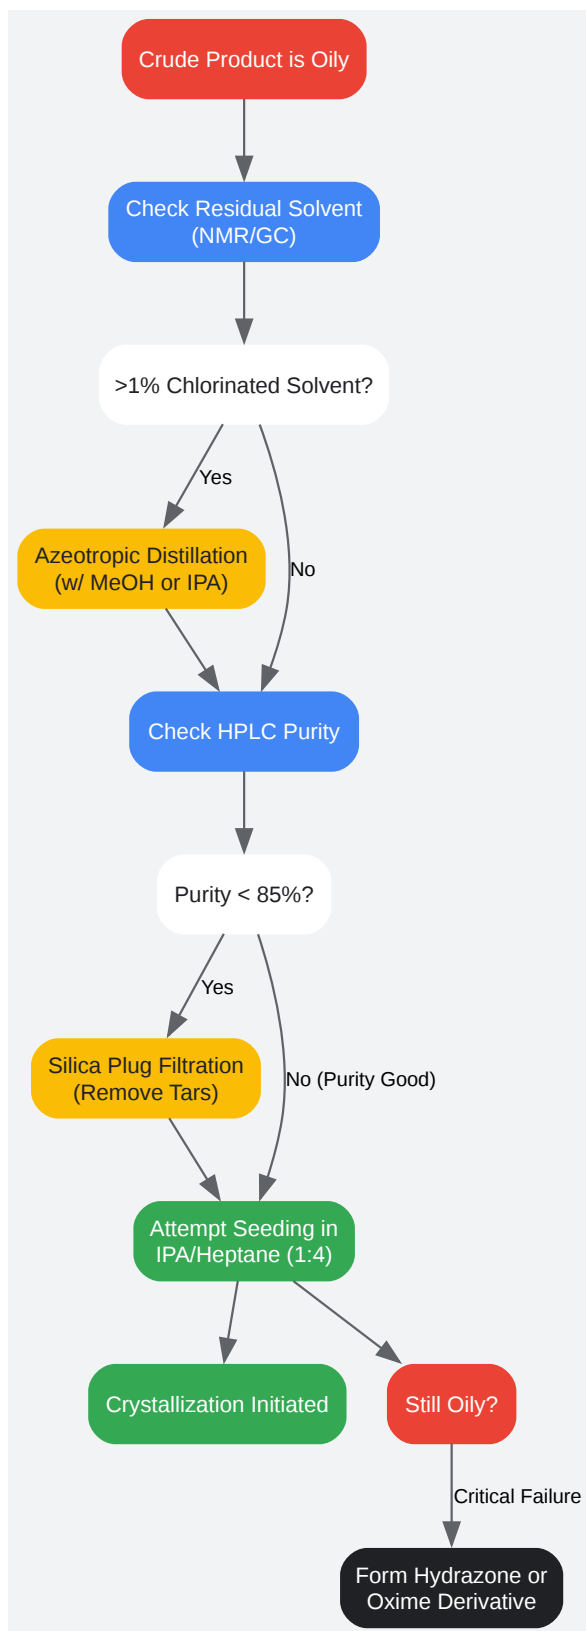 Crude Product is Oily
Check Residual Solvent
(NMR/GC)
>1% Chlorinated Solvent?
Yes
Azeotropic Distillation
(w/ MeOH or IPA)
No
Check HPLC Purity
Purity < 85%?
Yes
Silica Plug Filtration
(Remove Tars)
No (Purity Good)
Attempt Seeding in
IPA/Heptane (1:4)
Crystallization Initiated
Still Oily?
Critical Failure
Form Hydrazone or
Oxime Derivative